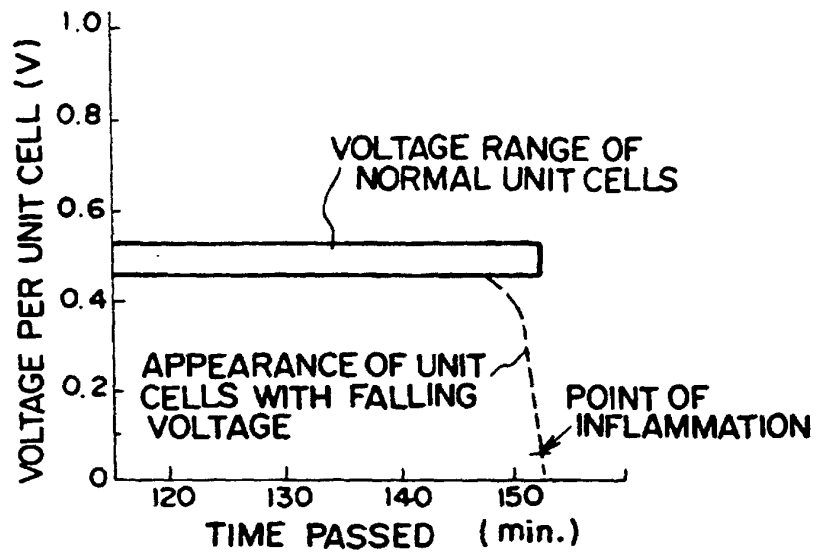 VOLTAGE PER UNIT CELL (V)
1.0
0.8
0.6
0.4
0.2
0
VOLTAGE RANGE OF
NORMAL UNIT CELLS
APPEARANCE OF UNIT
CELLS WITH FALLING
VOLTAGE
POINT OF
INFLAMMATION
120 130 140 150
TIME PASSED (min.)